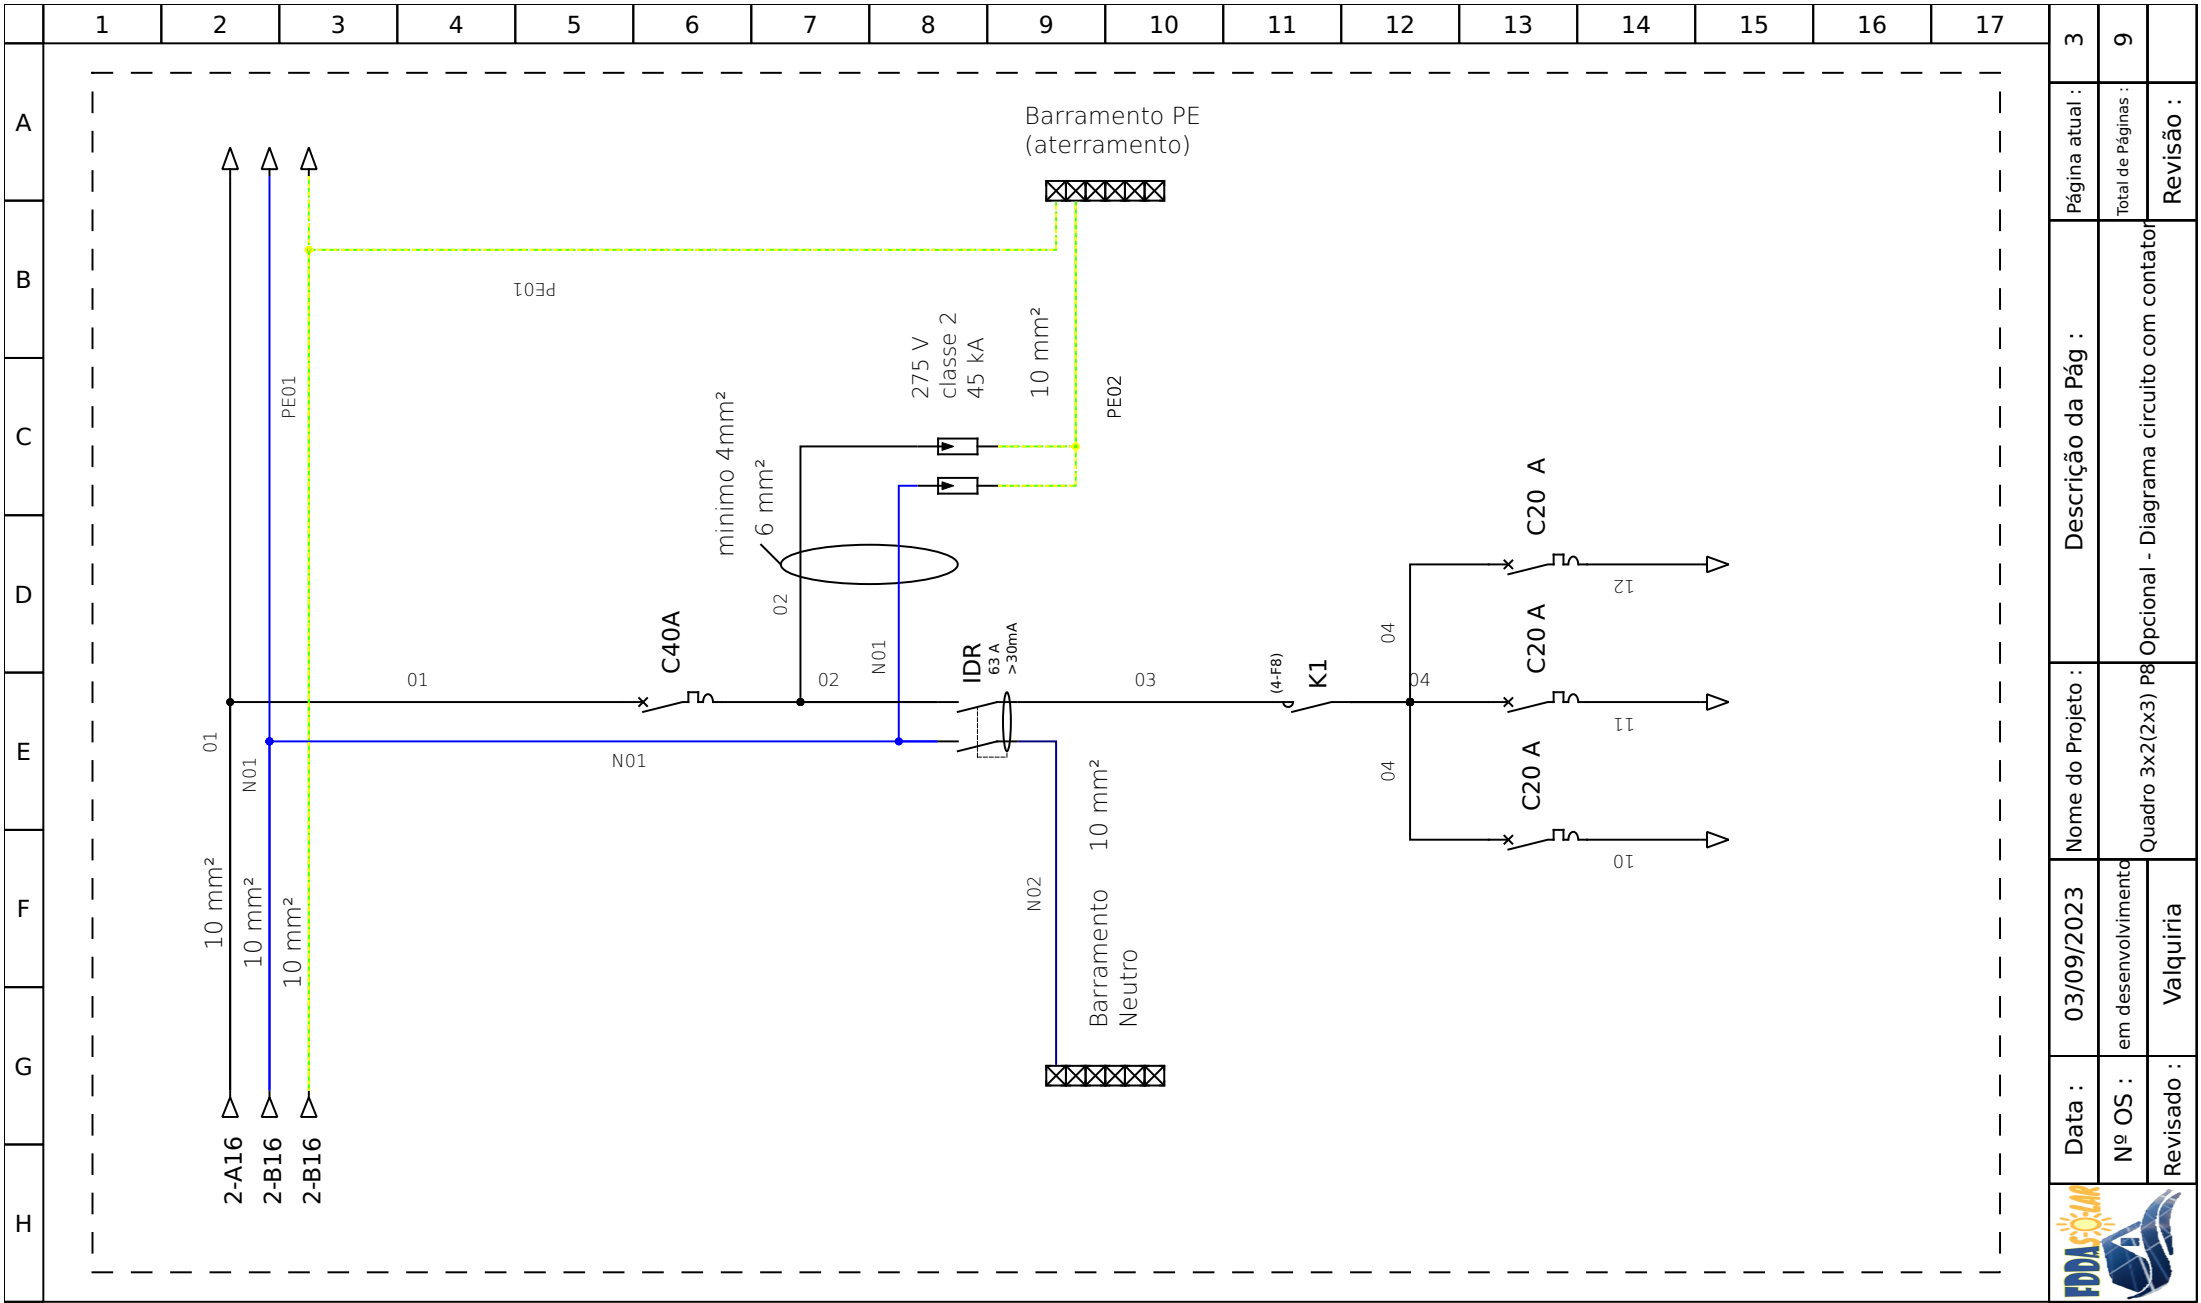 1 2 3 4 5 6 7 8 9 10 11 12 13 14 15 16 17
A
B
C
D
E
F
G
H
Barramento PE
(aterramento)
PE01
PE01
275 V
classe 2
45 kA
10 mm²
PE02
minimo 4mm²
6 mm²
02
N01
C40A
01
02
IDR
63 A
>30mA
03
(4-F8)
K1
04
04
04
C20 A
12
C20 A
11
C20 A
10
01
N01
N01
10 mm²
10 mm²
10 mm²
N02
Barramento 10 mm²
Neutro
2-A16
2-B16
2-B16
Página atual : 3
Total de Páginas : 9
Revisão :
Descrição da Pág :
Opcional - Diagrama circuito com contator
Nome do Projeto :
Quadro 3x2(2x3) P8
Data : 03/09/2023
Nº OS : em desenvolvimento
Revisado : Valquiria
FDDASOLAR